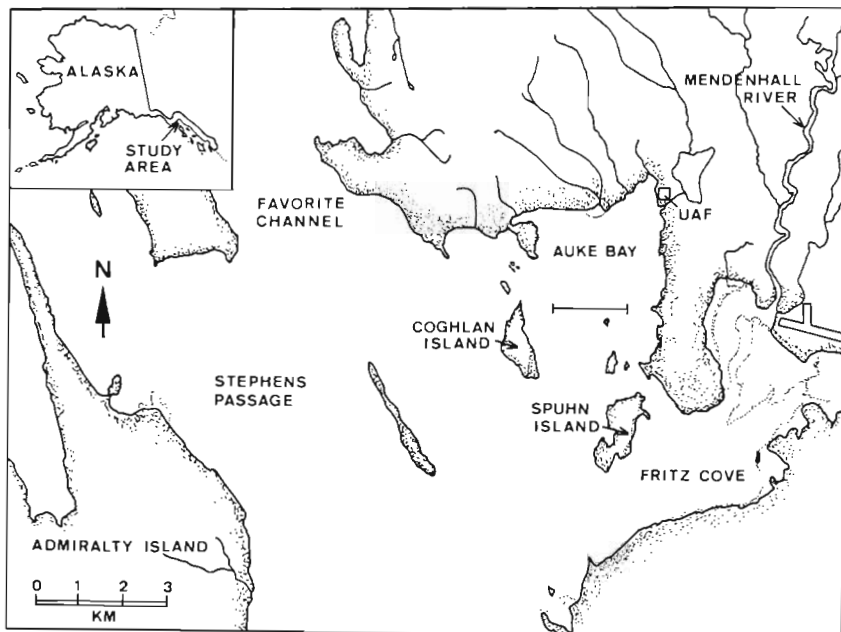 ALASKA
STUDY
AREA
MENDENHALL
RIVER
FAVORITE
CHANNEL
UAF
AUKE BAY
N
COGHLAN
ISLAND
STEPHENS
PASSAGE
SPUHN
ISLAND
FRITZ COVE
ADMIRALTY ISLAND
0 1 2 3
KM